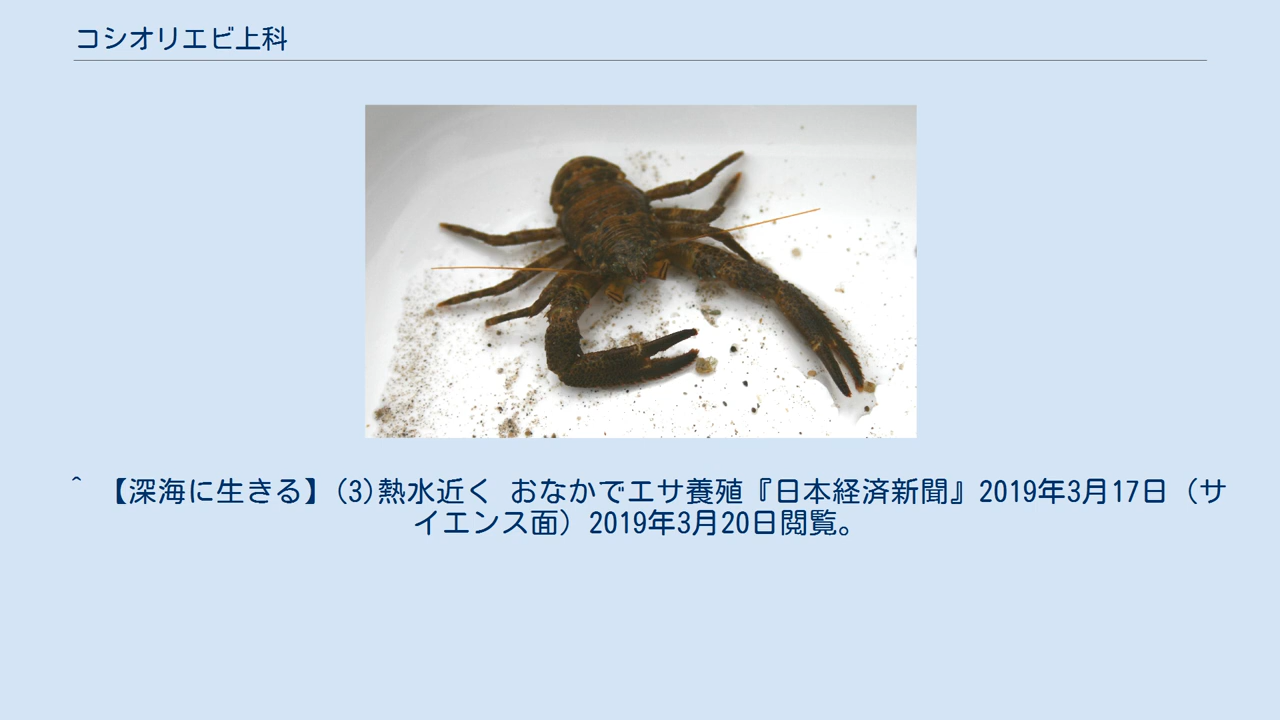 コシオリエビ上科
^ 【深海に生きる】(3)熱水近く おなかでエサ養殖『日本経済新聞』2019年3月17日（サ
イエンス面）2019年3月20日閲覧。